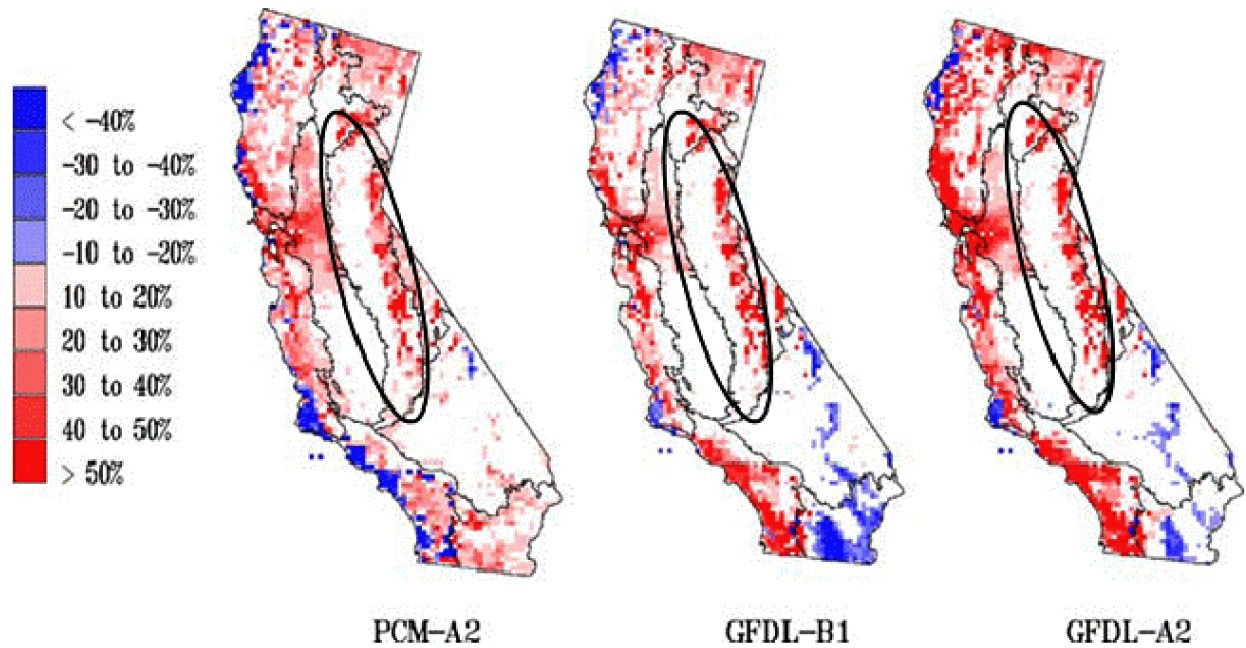 < -40%
-30 to -40%
-20 to -30%
-10 to -20%
10 to 20%
20 to 30%
30 to 40%
40 to 50%
> 50%
PCM-A2
GFDL-B1
GFDL-A2